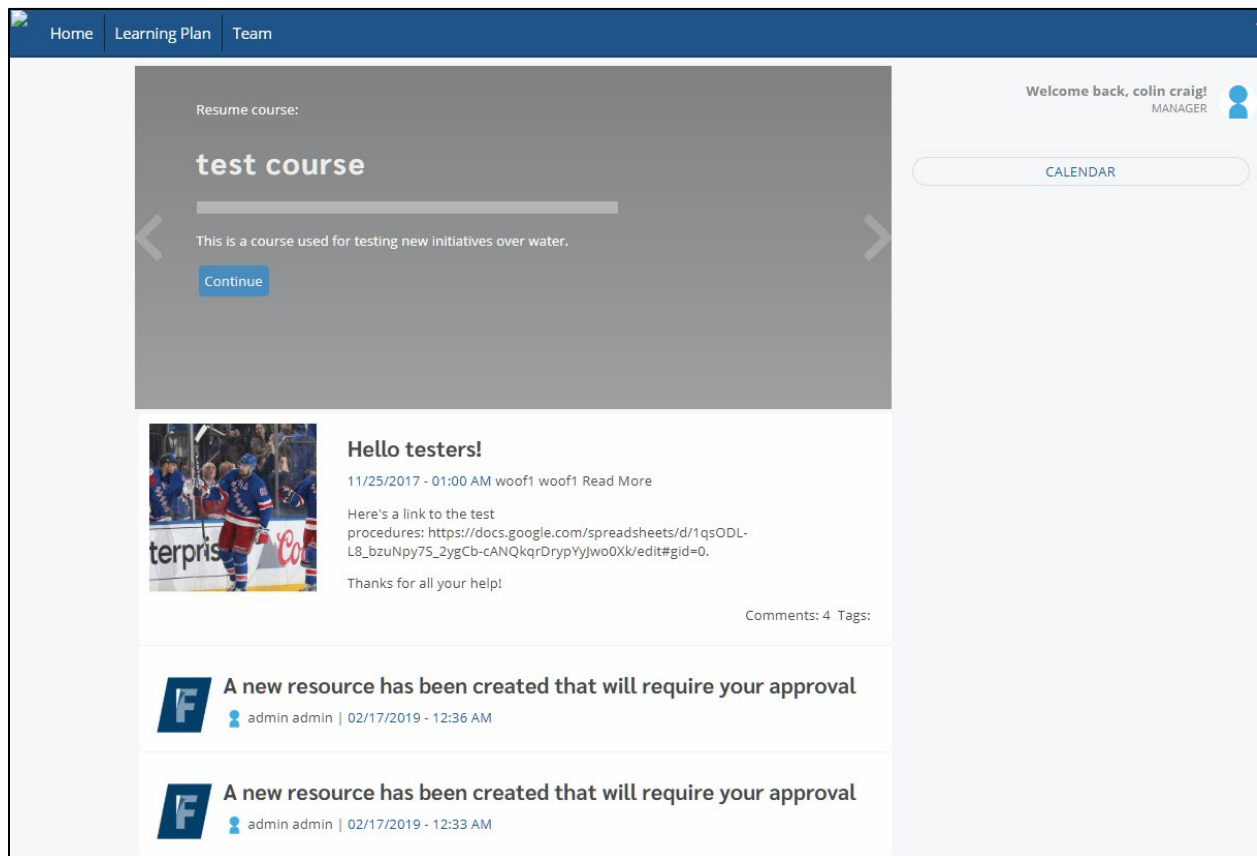 Home Learning Plan Team
Welcome back, colin craig!
MANAGER
CALENDAR
Resume course:
test course
This is a course used for testing new initiatives over water.
Continue
terpris Co
Hello testers!
11/25/2017 - 01:00 AM woof1 woof1 Read More
Here's a link to the test
procedures: https://docs.google.com/spreadsheets/d/1qsODL-
L8_bzuNpy7S_2ygCb-cANQkqrDrypYyJwo0Xk/edit#gid=0.
Thanks for all your help!
Comments: 4 Tags:
F
A new resource has been created that will require your approval
admin admin | 02/17/2019 - 12:36 AM
F
A new resource has been created that will require your approval
admin admin | 02/17/2019 - 12:33 AM